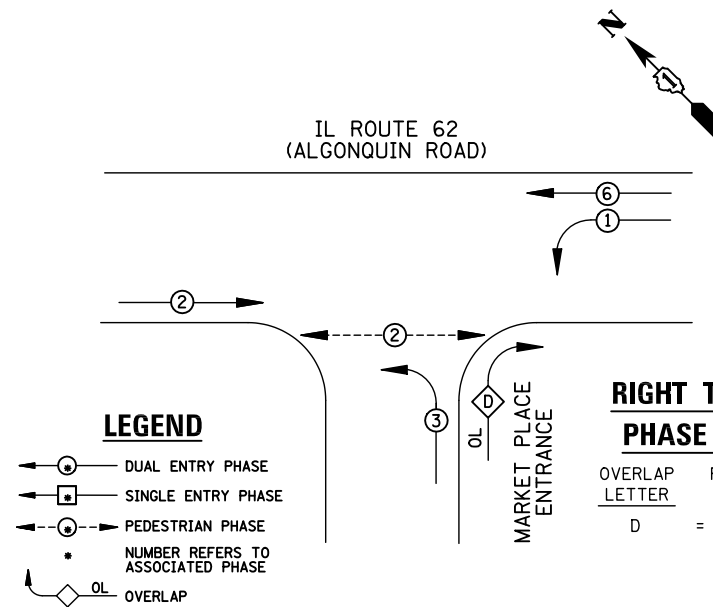 N
1
IL ROUTE 62
(ALGONQUIN ROAD)
6
1
2
2
3
D
OL
MARKET PLACE
ENTRANCE
LEGEND
* DUAL ENTRY PHASE
* SINGLE ENTRY PHASE
* PEDESTRIAN PHASE
* NUMBER REFERS TO
ASSOCIATED PHASE
OL OVERLAP
RIGHT T
PHASE
OVERLAP
LETTER
D =